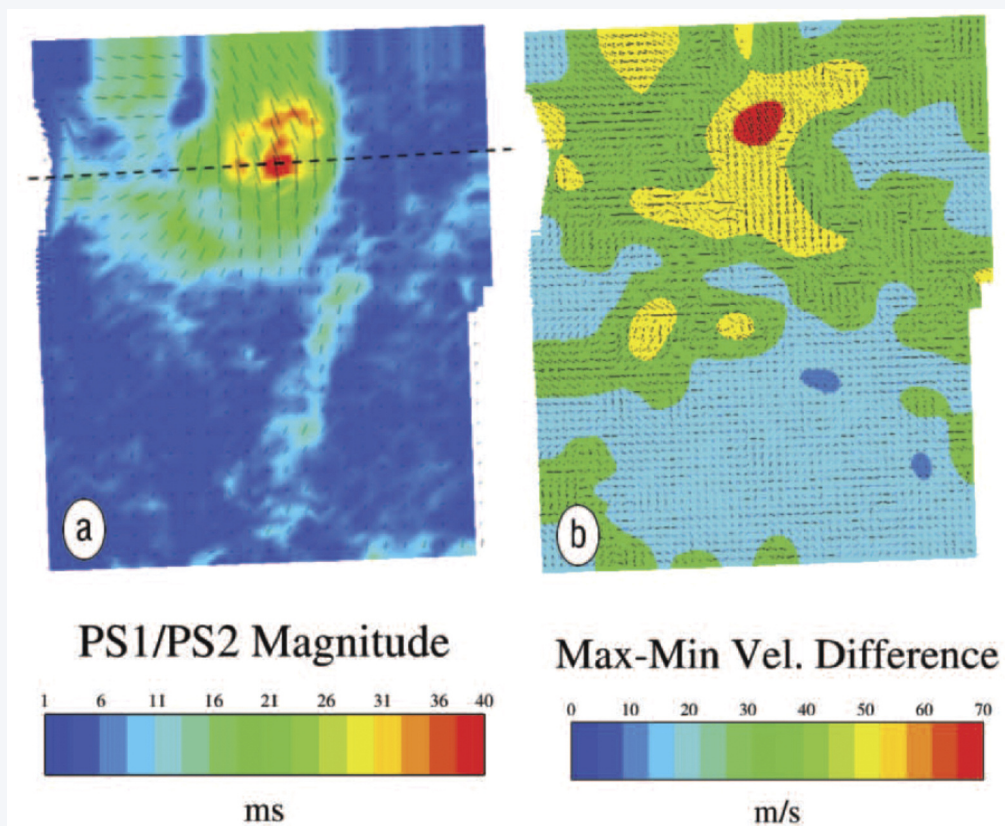 a
b
PS1/PS2 Magnitude
1 6 11 16 21 26 31 36 40
ms
Max-Min Vel. Difference
0 10 20 30 40 50 60 70
m/s